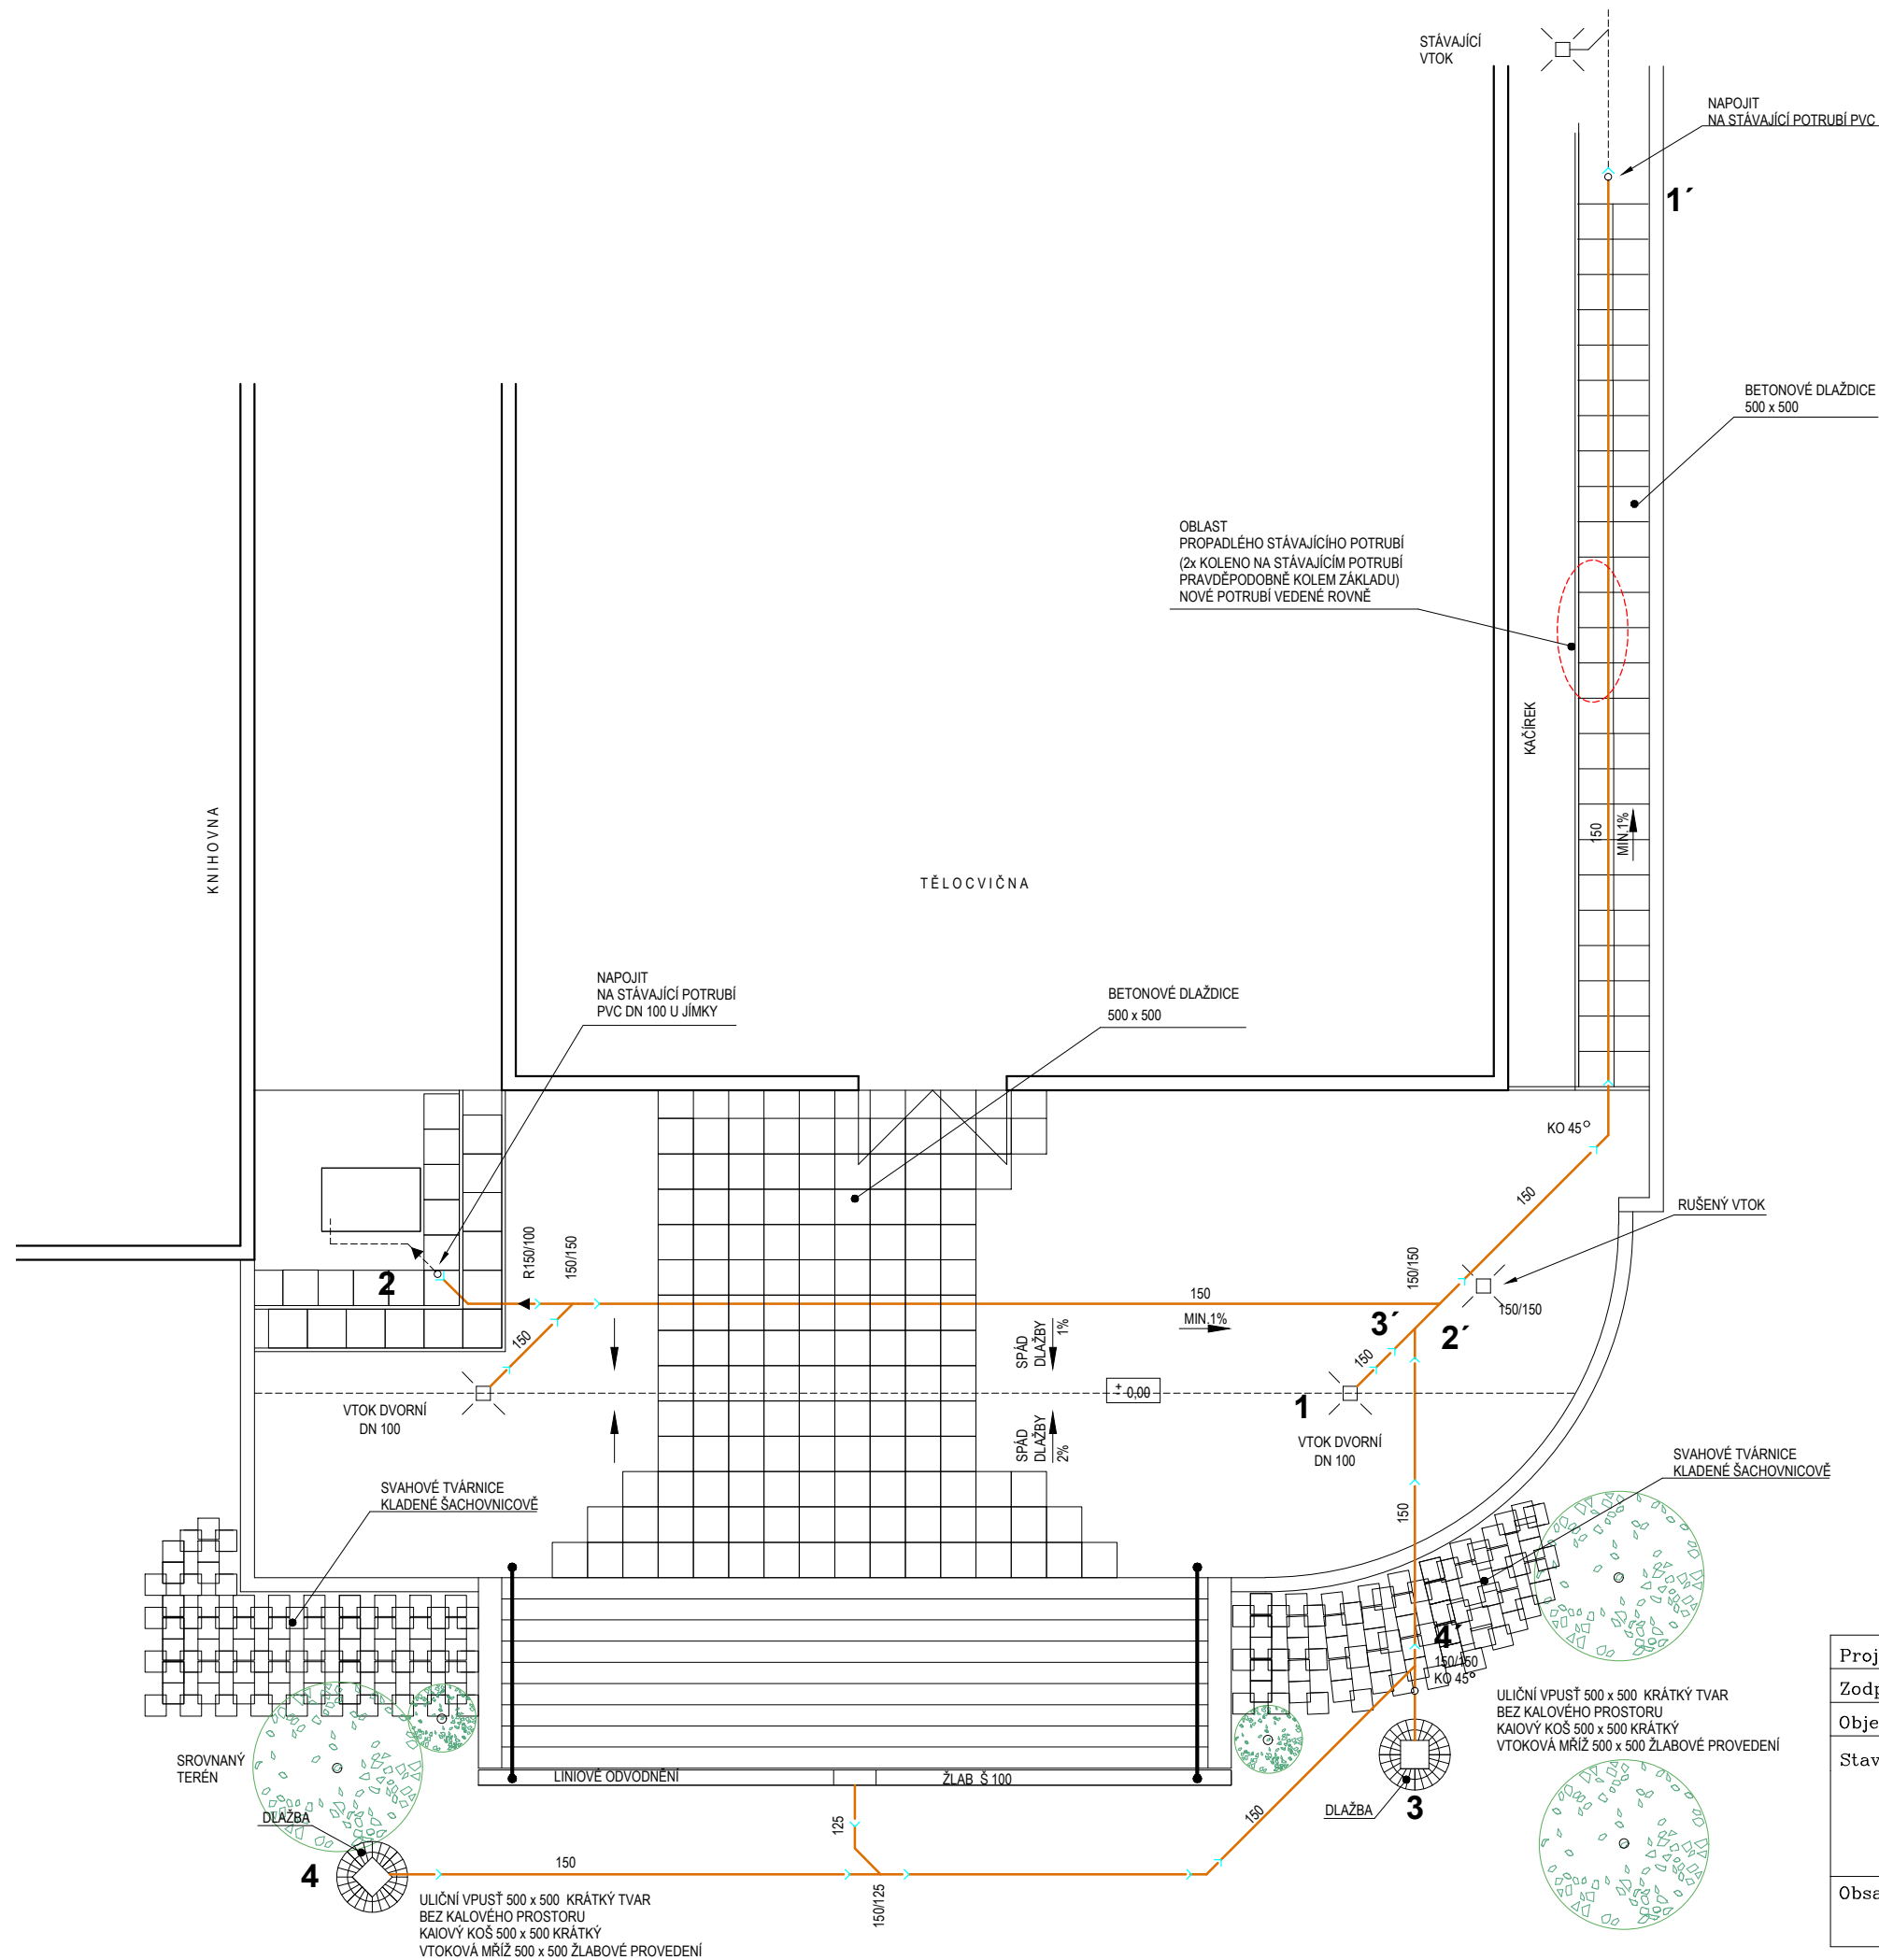 STÁVAJÍCÍ
VTOK
NAPOJIT
NA STÁVAJÍCÍ POTRUBÍ PVC
1´
BETONOVÉ DLAŽDICE
500 x 500
OBLAST
PROPADLÉHO STÁVAJÍCÍHO POTRUBÍ
(2x KOLENO NA STÁVAJÍCÍM POTRUBÍ
PRAVDĚPODOBNĚ KOLEM ZÁKLADU)
NOVÉ POTRUBÍ VEDENÉ ROVNĚ
KAČÍREK
150
MIN.1%
KNIHOVNA
TĚLOCVIČNA
NAPOJIT
NA STÁVAJÍCÍ POTRUBÍ
PVC DN 100 U JÍMKY
BETONOVÉ DLAŽDICE
500 x 500
KO 45°
150
RUŠENÝ VTOK
2
R150/100
150/150
150
MIN.1%
150/150
150/150
3´
2´
150
150
SPÁD
DLAŽBY
1%
± 0,00
1
VTOK DVORNÍ
DN 100
SPÁD
DLAŽBY
2%
VTOK DVORNÍ
DN 100
SVAHOVÉ TVÁRNICE
KLADENÉ ŠACHOVNICOVĚ
SVAHOVÉ TVÁRNICE
KLADENÉ ŠACHOVNICOVĚ
150
4´
150/150
KO 45°
ULIČNÍ VPUSŤ 500 x 500 KRÁTKÝ TVAR
BEZ KALOVÉHO PROSTORU
KAlOVÝ KOŠ 500 x 500 KRÁTKÝ
VTOKOVÁ MŘÍŽ 500 x 500 ŽLABOVÉ PROVEDENÍ
Proj
Zodp
Obje
Stav
Obsa
SROVNANÝ
TERÉN
LINIOVÉ ODVODNĚNÍ
ŽLAB Š 100
DLAŽBA
DLAŽBA
3
125
150
4
150
150/125
ULIČNÍ VPUSŤ 500 x 500 KRÁTKÝ TVAR
BEZ KALOVÉHO PROSTORU
KAlOVÝ KOŠ 500 x 500 KRÁTKÝ
VTOKOVÁ MŘÍŽ 500 x 500 ŽLABOVÉ PROVEDENÍ